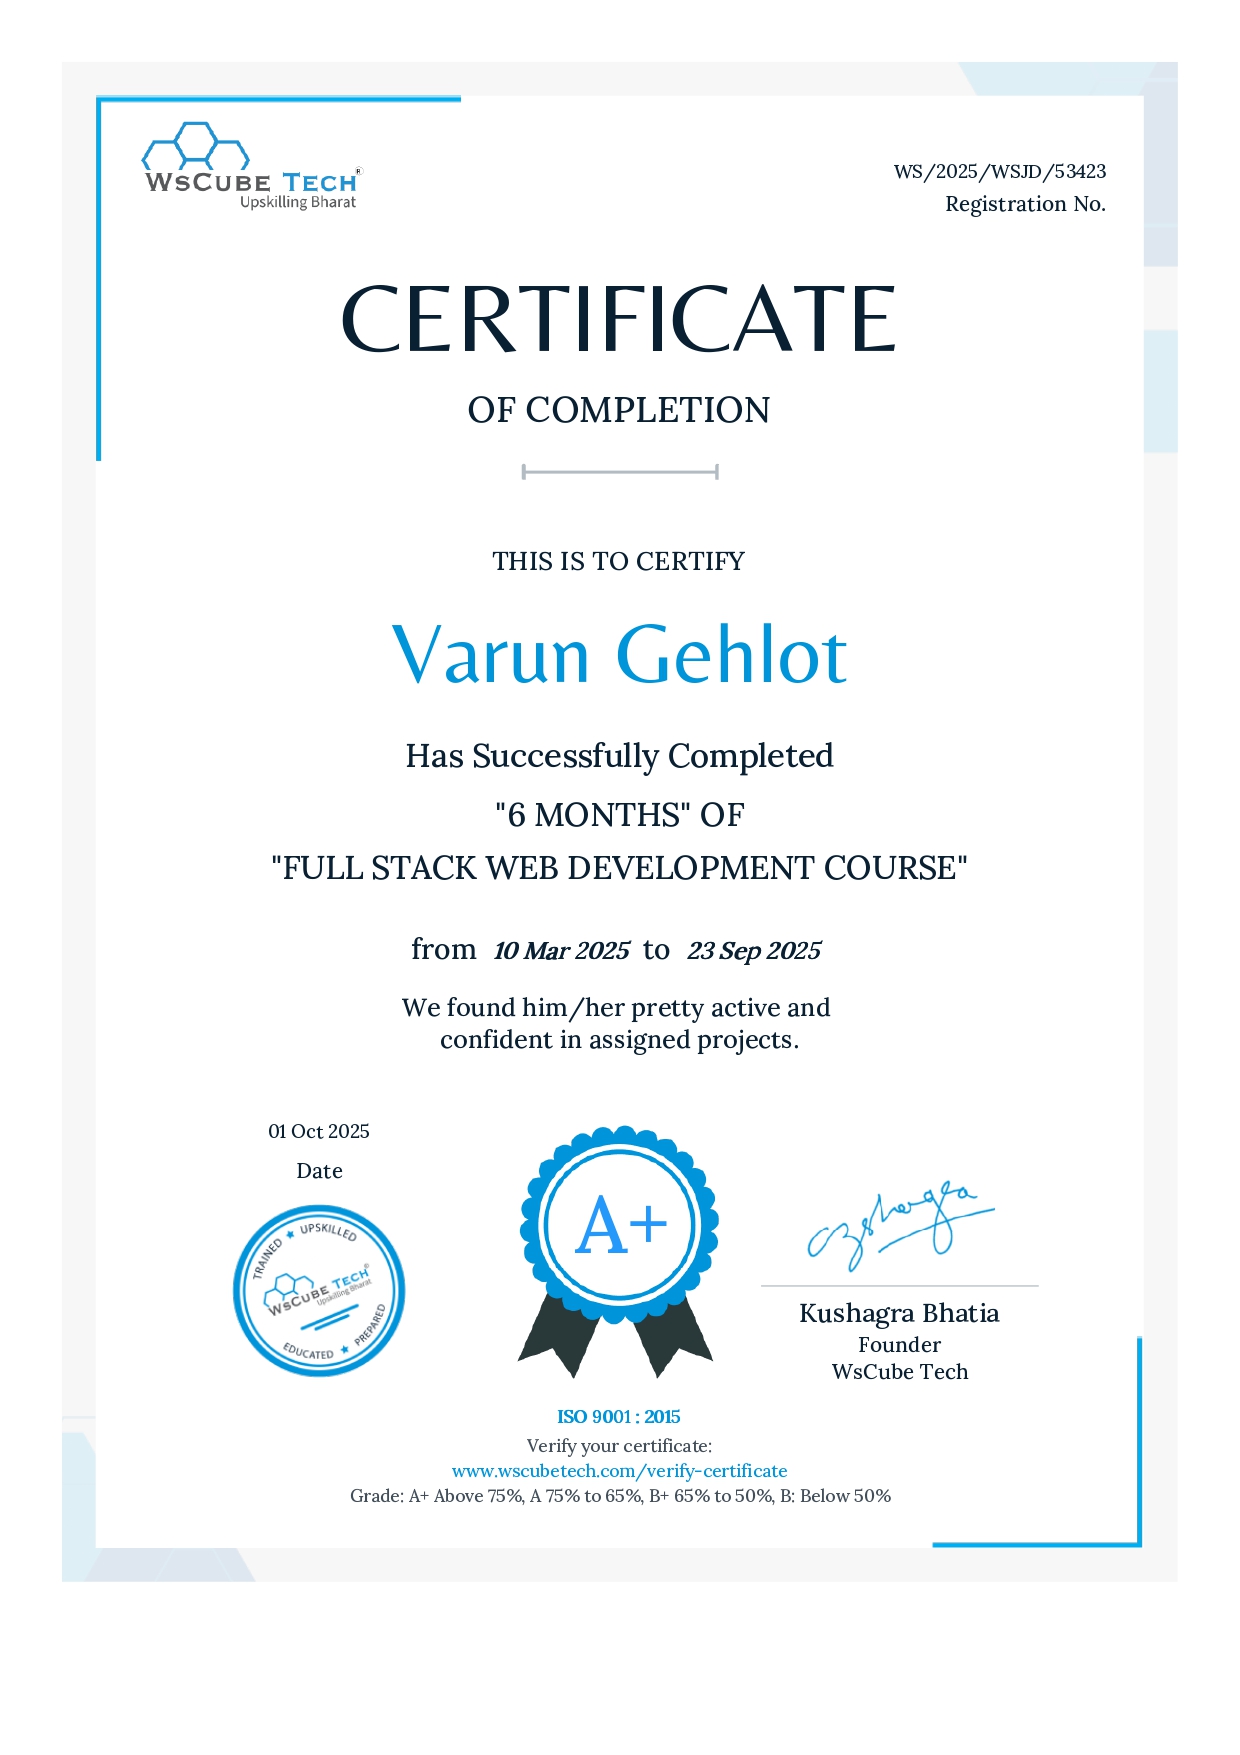 WsCube Tech®
Upskilling Bharat
WS/2025/WSJD/53423
Registration No.
CERTIFICATE
OF COMPLETION
THIS IS TO CERTIFY
Varun Gehlot
Has Successfully Completed
"6 MONTHS" OF
"FULL STACK WEB DEVELOPMENT COURSE"
from 10 Mar 2025 to 23 Sep 2025
We found him/her pretty active and
confident in assigned projects.
01 Oct 2025
Date
TRAINED ★ UPSKILLED
WsCube Tech®
Upskilling Bharat
EDUCATED ★ PREPARED
A+
Kushagra Bhatia
Founder
WsCube Tech
ISO 9001 : 2015
Verify your certificate:
www.wscubetech.com/verify-certificate
Grade: A+ Above 75%, A 75% to 65%, B+ 65% to 50%, B: Below 50%